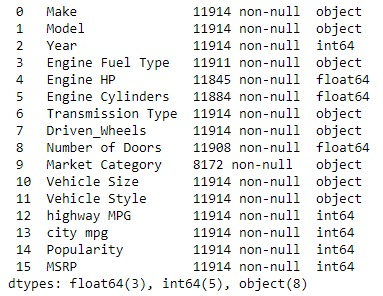 0 Make 11914 non-null object
1 Model 11914 non-null object
2 Year 11914 non-null int64
3 Engine Fuel Type 11911 non-null object
4 Engine HP 11845 non-null float64
5 Engine Cylinders 11884 non-null float64
6 Transmission Type 11914 non-null object
7 Driven_Wheels 11914 non-null object
8 Number of Doors 11908 non-null float64
9 Market Category 8172 non-null object
10 Vehicle Size 11914 non-null object
11 Vehicle Style 11914 non-null object
12 highway MPG 11914 non-null int64
13 city mpg 11914 non-null int64
14 Popularity 11914 non-null int64
15 MSRP 11914 non-null int64
dtypes: float64(3), int64(5), object(8)